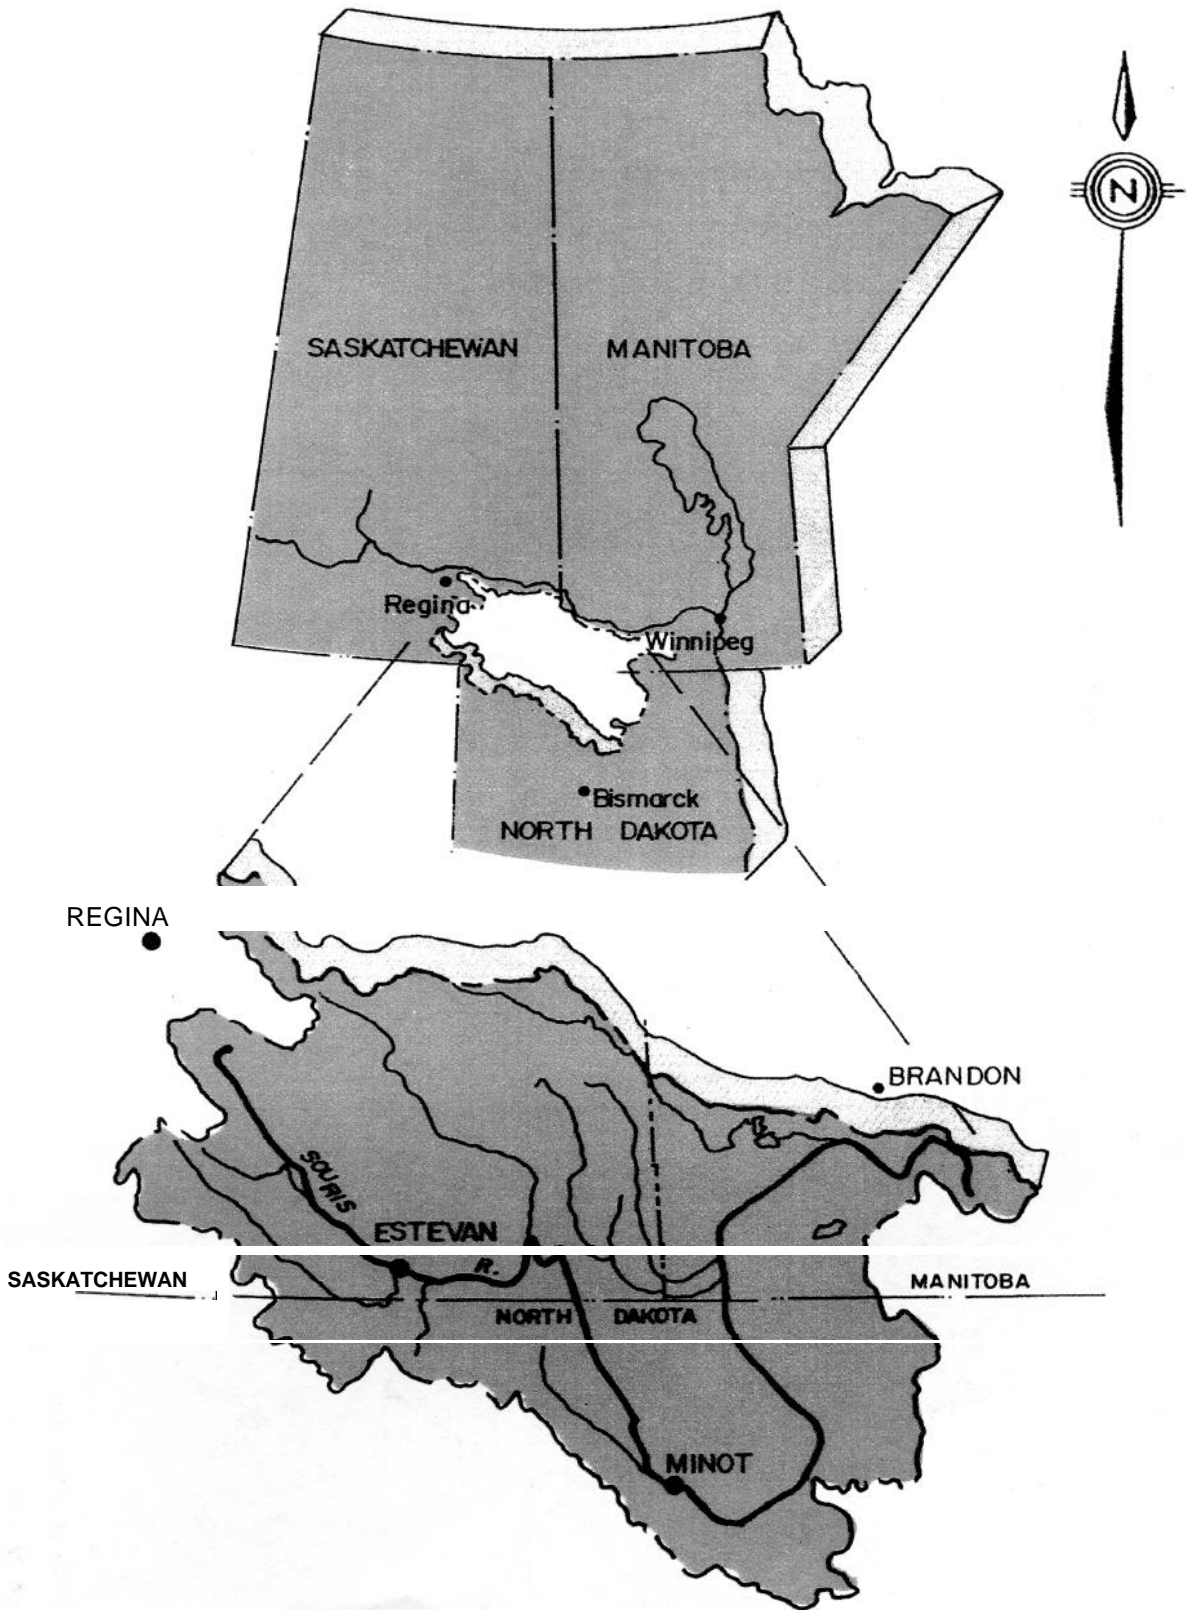 N
SASKATCHEWAN MANITOBA
Regina
Winnipeg
Bismarck
NORTH DAKOTA
REGINA
BRANDON
SOURIS
ESTEVAN
R.
SASKATCHEWAN
MANITOBA
NORTH DAKOTA
MINOT